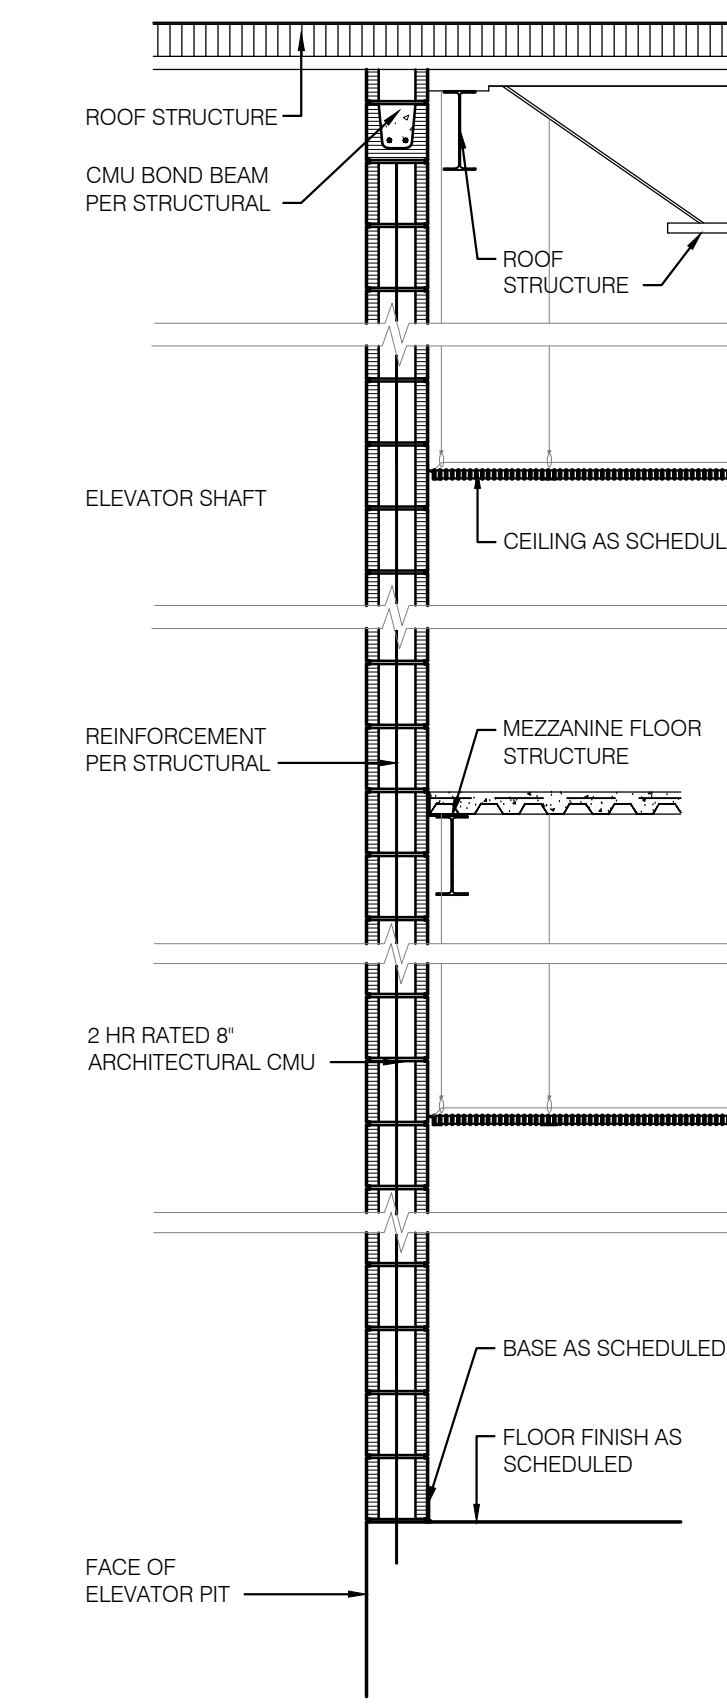 ROOF STRUCTURE
CMU BOND BEAM
PER STRUCTURAL
ROOF
STRUCTURE
ELEVATOR SHAFT
CEILING AS SCHEDUL
MEZZANINE FLOOR
STRUCTURE
REINFORCEMENT
PER STRUCTURAL
2 HR RATED 8"
ARCHITECTURAL CMU
BASE AS SCHEDULED
FLOOR FINISH AS
SCHEDULED
FACE OF
ELEVATOR PIT